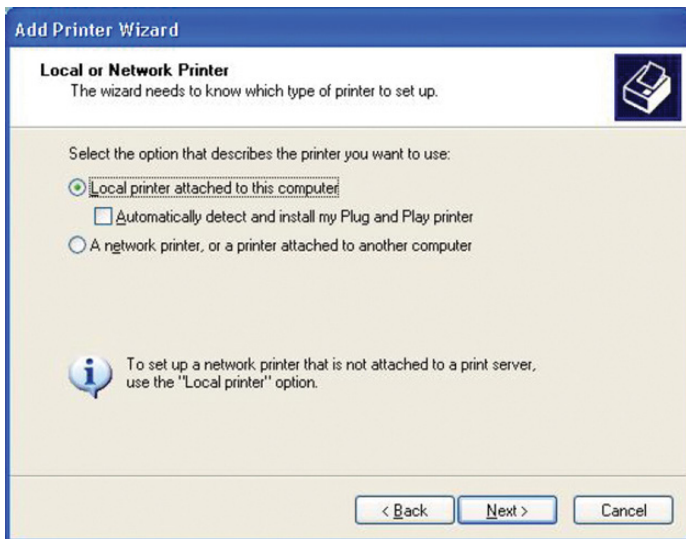 Add Printer Wizard
Local or Network Printer
The wizard needs to know which type of printer to set up.
Select the option that describes the printer you want to use:
Local printer attached to this computer
Automatically detect and install my Plug and Play printer
A network printer, or a printer attached to another computer
To set up a network printer that is not attached to a print server,
use the "Local printer" option.
< Back
Next >
Cancel